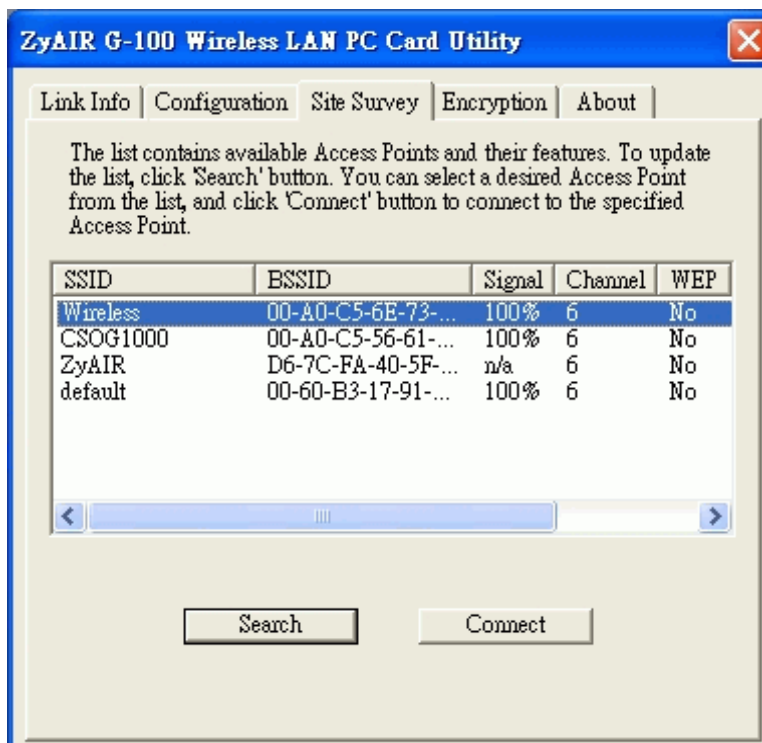 ZyAIR G-100 Wireless LAN PC Card Utility
Link Info Configuration Site Survey Encryption About
The list contains available Access Points and their features. To update
the list, click 'Search' button. You can select a desired Access Point
from the list, and click 'Connect' button to connect to the specified
Access Point.
SSID BSSID Signal Channel WEP
Wireless 00-A0-C5-6E-73-... 100% 6 No
CSOG1000 00-A0-C5-56-61-... 100% 6 No
ZyAIR D6-7C-FA-40-5F-... n/a 6 No
default 00-60-B3-17-91-... 100% 6 No
Search Connect